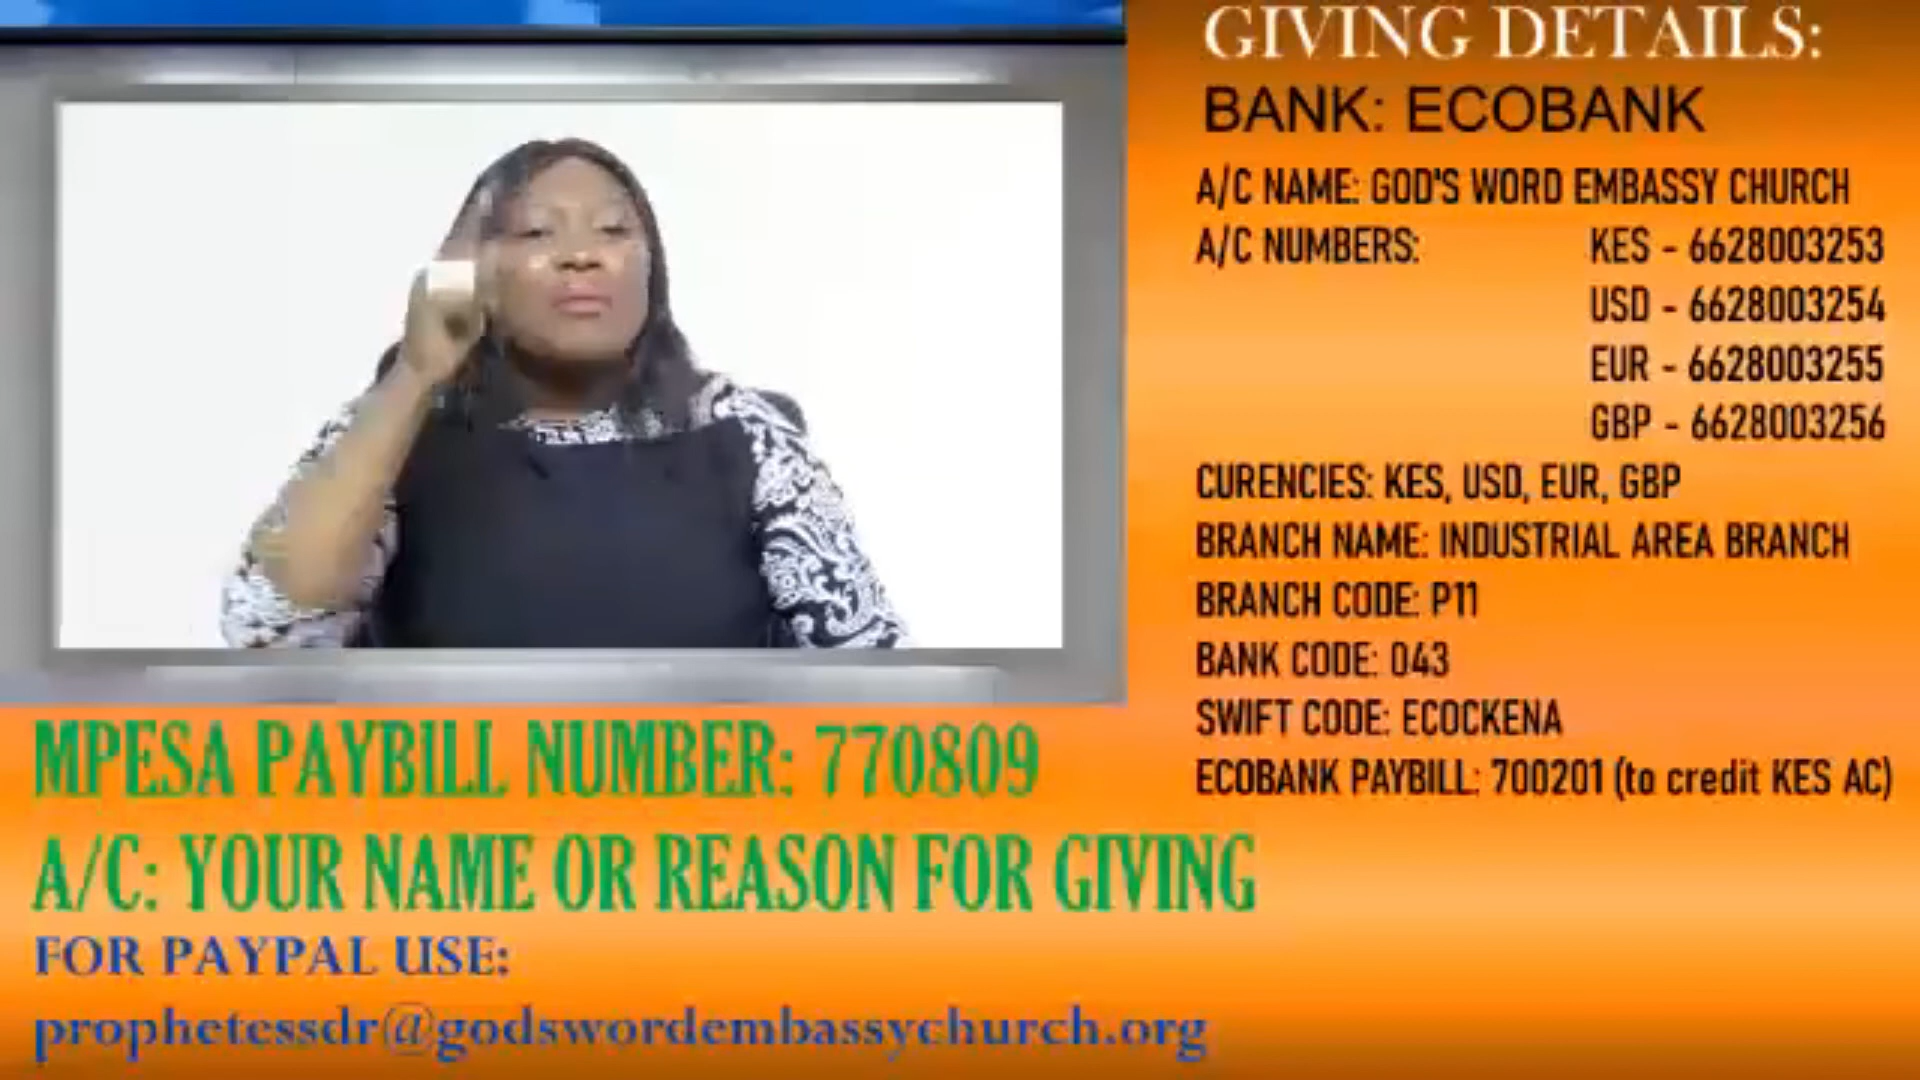 GIVING DETAILS:
BANK: ECOBANK
A/C NAME: GOD'S WORD EMBASSY CHURCH
A/C NUMBERS: KES - 6628003253
USD - 6628003254
EUR - 6628003255
GBP - 6628003256
CURENCIES: KES, USD, EUR, GBP
BRANCH NAME: INDUSTRIAL AREA BRANCH
BRANCH CODE: P11
BANK CODE: 043
SWIFT CODE: ECOCKENA
ECOBANK PAYBILL: 700201 (to credit KES AC)
MPESA PAYBILL NUMBER: 770809
A/C: YOUR NAME OR REASON FOR GIVING
FOR PAYPAL USE:
prophetessdr@godswordembassychurch.org